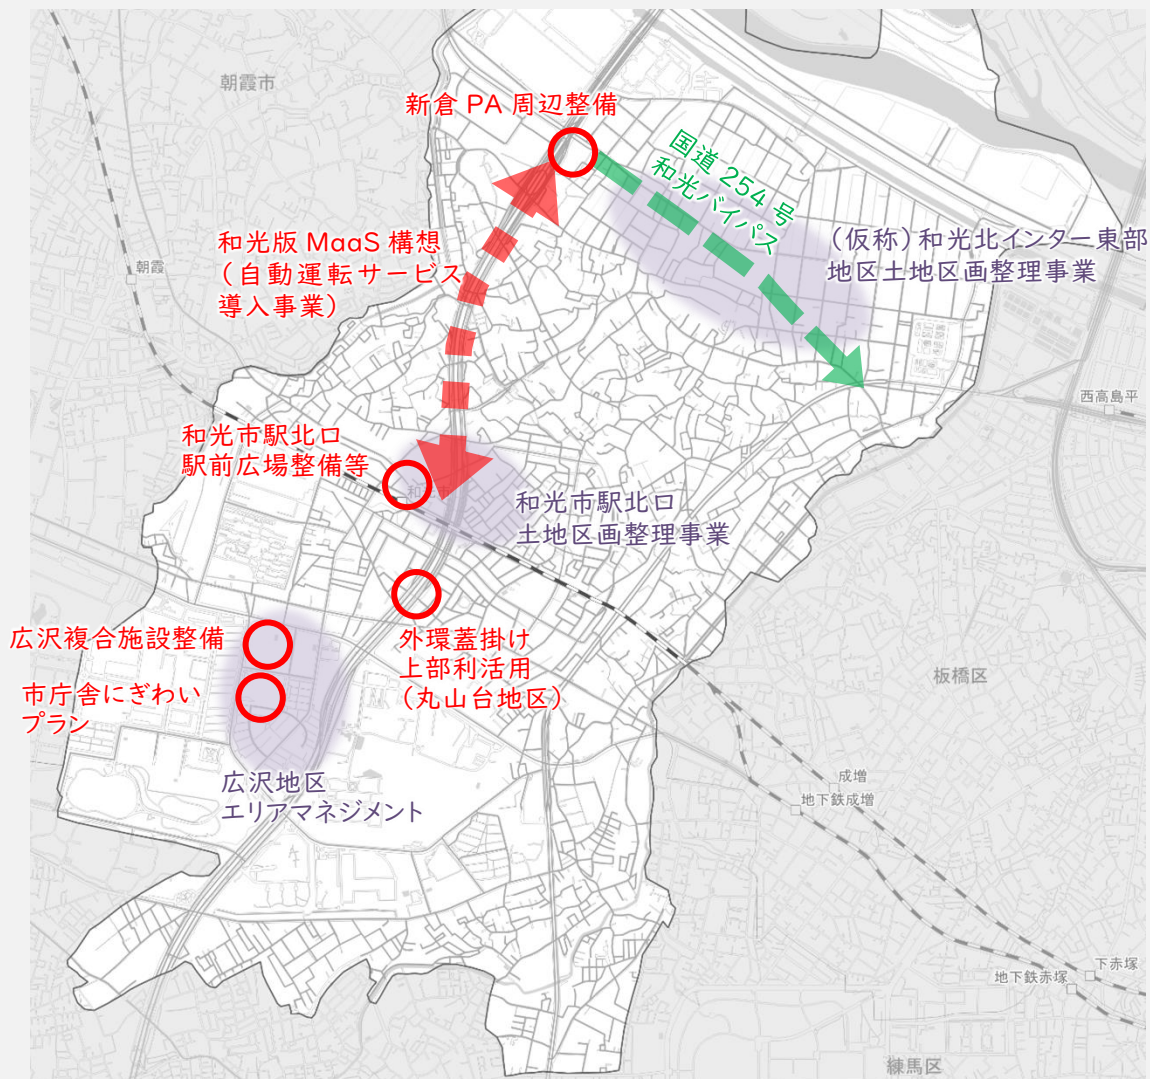 朝霞市
新倉 PA 周辺整備
国道 254 号
和光バイパス
和光版 MaaS 構想
（自動運転サービス
導入事業）
（仮称）和光北インター東部
地区土地区画整理事業
朝霞
西高島平
和光市駅北口
駅前広場整備等
和光市駅北口
土地区画整理事業
広沢複合施設整備
外環蓋掛け
上部利活用
（丸山台地区）
市庁舎にぎわい
プラン
板橋区
広沢地区
エリアマネジメント
成増
地下鉄成増
下赤塚
地下鉄赤塚
練馬区